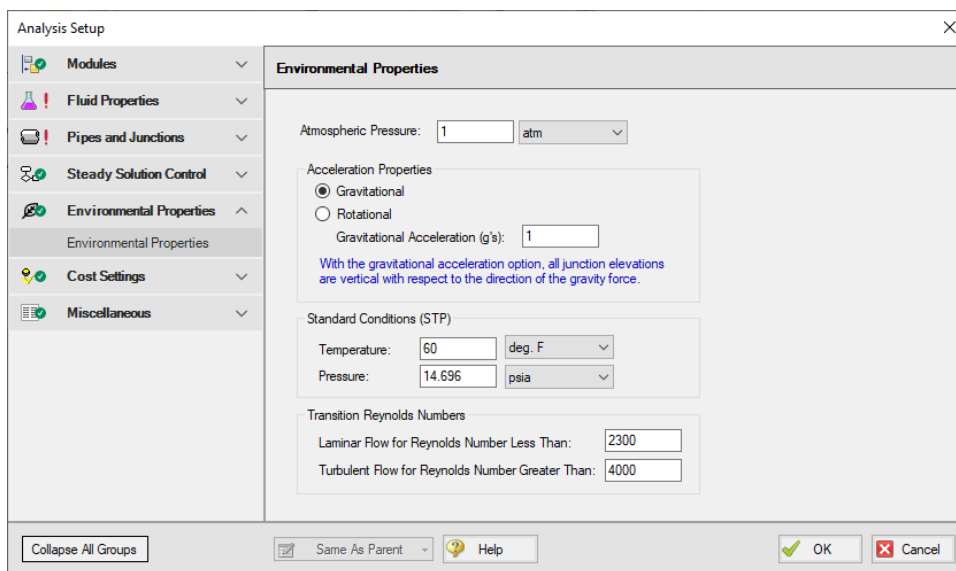 Analysis Setup
Modules
Fluid Properties
Pipes and Junctions
Steady Solution Control
Environmental Properties
Environmental Properties
Cost Settings
Miscellaneous
Environmental Properties
Atmospheric Pressure: 1 atm
Acceleration Properties
Gravitational
Rotational
Gravitational Acceleration (g's): 1
With the gravitational acceleration option, all junction elevations
are vertical with respect to the direction of the gravity force.
Standard Conditions (STP)
Temperature: 60 deg. F
Pressure: 14.696 psia
Transition Reynolds Numbers
Laminar Flow for Reynolds Number Less Than: 2300
Turbulent Flow for Reynolds Number Greater Than: 4000
Collapse All Groups Same As Parent Help OK Cancel